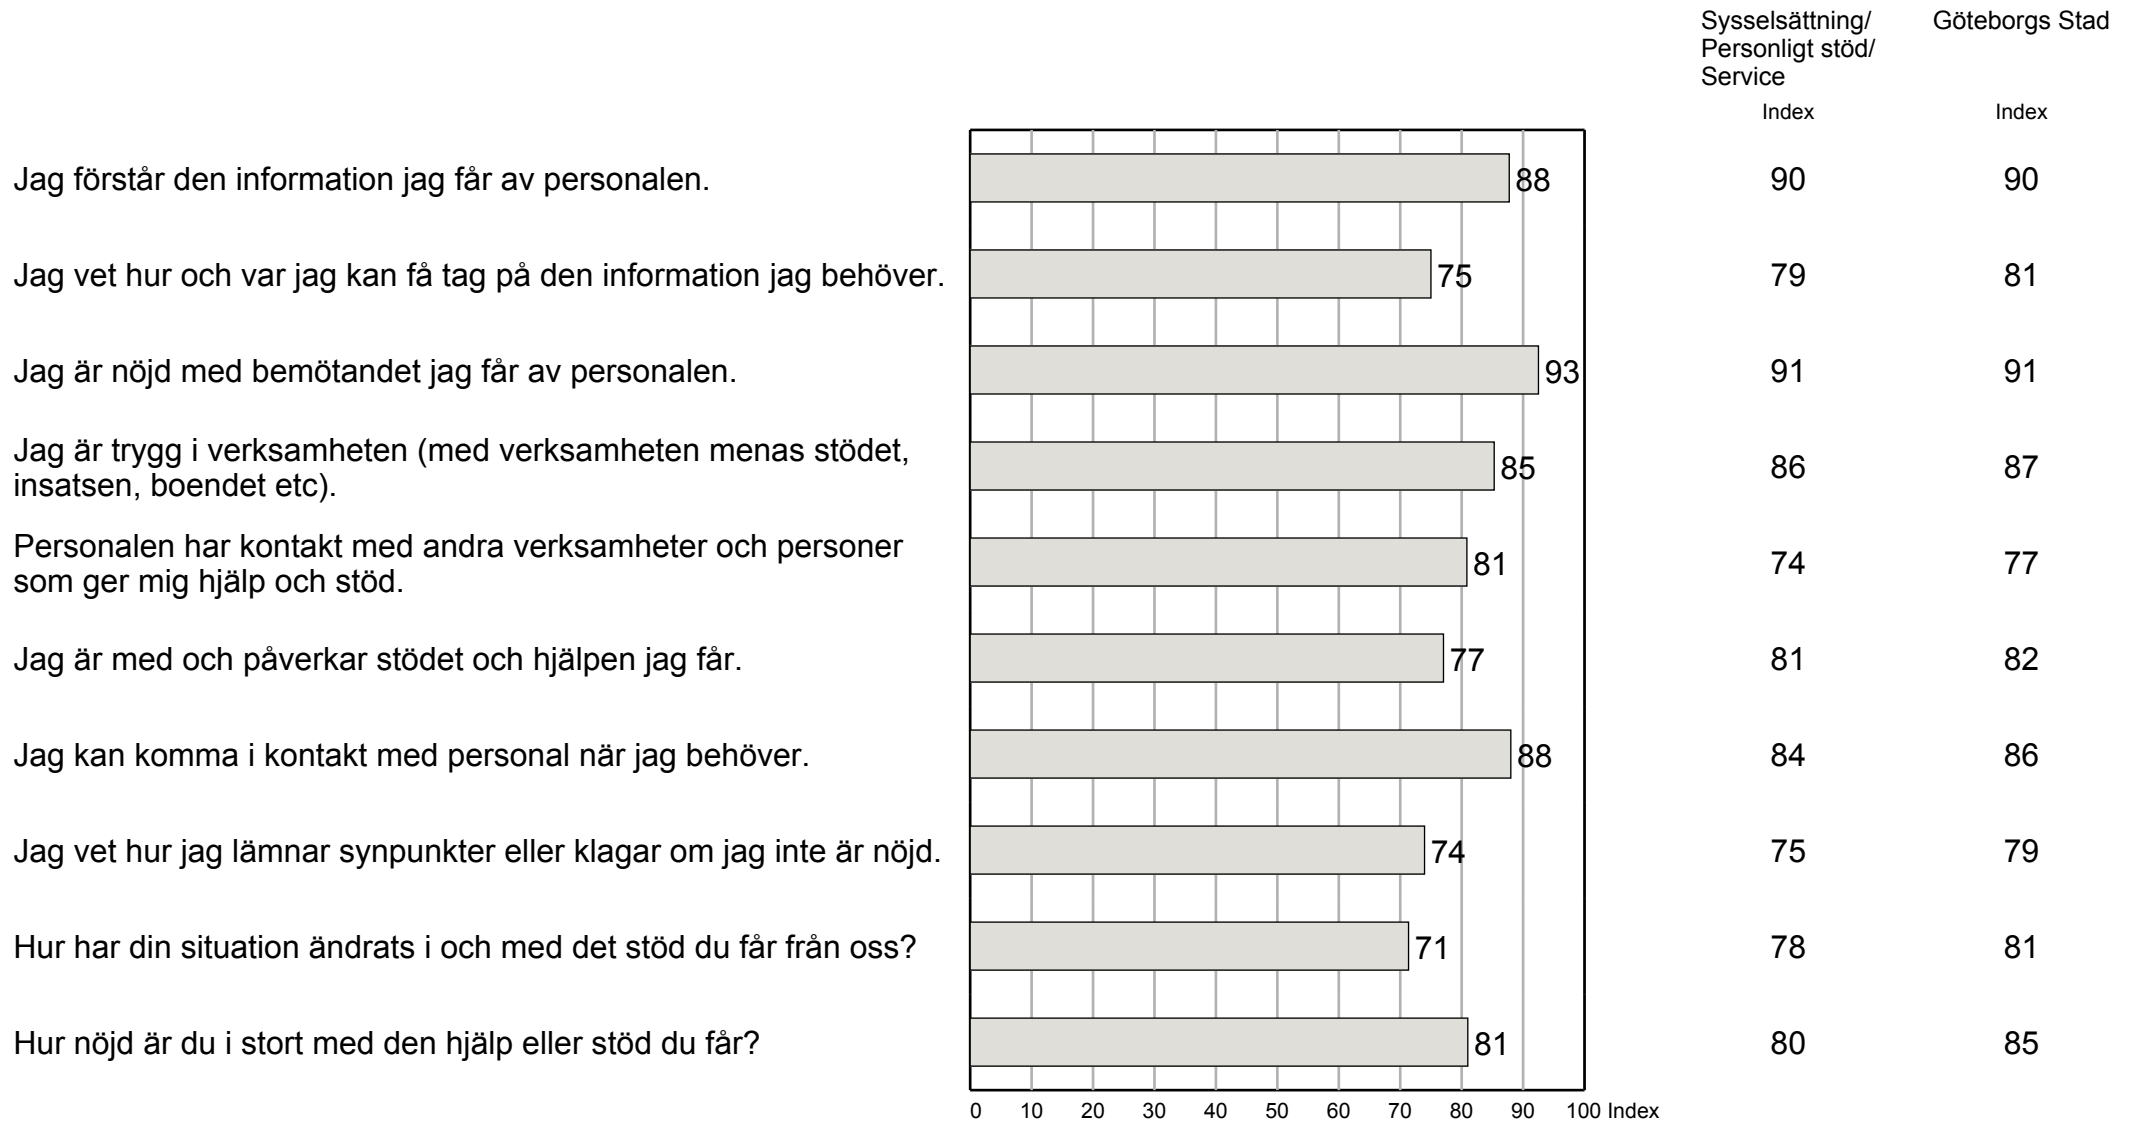 Sysselsättning/
Personligt stöd/
Service
Göteborgs Stad
Index
Index
Jag förstår den information jag får av personalen.
88
90
90
Jag vet hur och var jag kan få tag på den information jag behöver.
75
79
81
Jag är nöjd med bemötandet jag får av personalen.
93
91
91
Jag är trygg i verksamheten (med verksamheten menas stödet,
insatsen, boendet etc).
85
86
87
Personalen har kontakt med andra verksamheter och personer
som ger mig hjälp och stöd.
81
74
77
Jag är med och påverkar stödet och hjälpen jag får.
77
81
82
Jag kan komma i kontakt med personal när jag behöver.
88
84
86
Jag vet hur jag lämnar synpunkter eller klagar om jag inte är nöjd.
74
75
79
Hur har din situation ändrats i och med det stöd du får från oss?
71
78
81
Hur nöjd är du i stort med den hjälp eller stöd du får?
81
80
85
0 10 20 30 40 50 60 70 80 90 100 Index